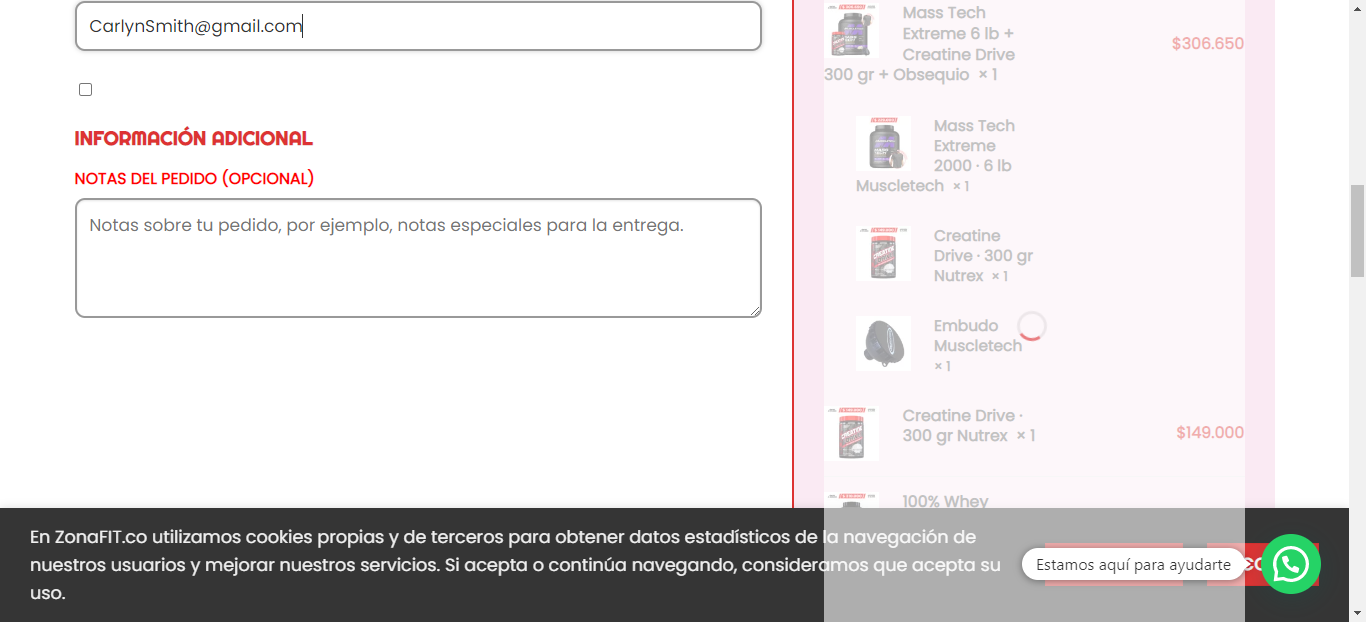 CarlynSmith@gmail.com
INFORMACIÓN ADICIONAL
NOTAS DEL PEDIDO (OPCIONAL)
Notas sobre tu pedido, por ejemplo, notas especiales para la entrega.
Mass Tech
Extreme 6 lb +
Creatine Drive
300 gr + Obsequio × 1
$306.650
Mass Tech
Extreme
2000 · 6 lb
Muscletech × 1
Creatine
Drive · 300 gr
Nutrex × 1
Embudo
Muscletech
× 1
Creatine Drive ·
300 gr Nutrex × 1
$149.000
100% Whey
En ZonaFIT.co utilizamos cookies propias y de terceros para obtener datos estadísticos de la navegación de
nuestros usuarios y mejorar nuestros servicios. Si acepta o continúa navegando, consideramos que acepta su
uso.
Estamos aquí para ayudarte